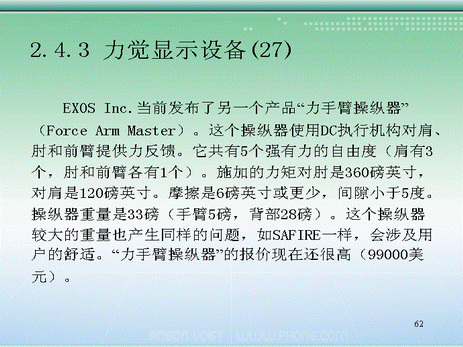 2.4.3 力觉显示设备(27)
EXOS Inc.当前发布了另一个产品“力手臂操纵器”
（Force Arm Master）。这个操纵器使用DC执行机构对肩、
肘和前臂提供力反馈。它共有5个强有力的自由度（肩有3
个，肘和前臂各有1个）。施加的力矩对肘是360磅英寸，
对肩是120磅英寸。摩擦是6磅英寸或更少，间隙小于5度。
操纵器重量是33磅（手臂5磅，背部28磅）。这个操纵器
较大的重量也产生同样的问题，如SAFIRE一样，会涉及用
户的舒适。“力手臂操纵器”的报价现在还很高（99000美
元）。
62